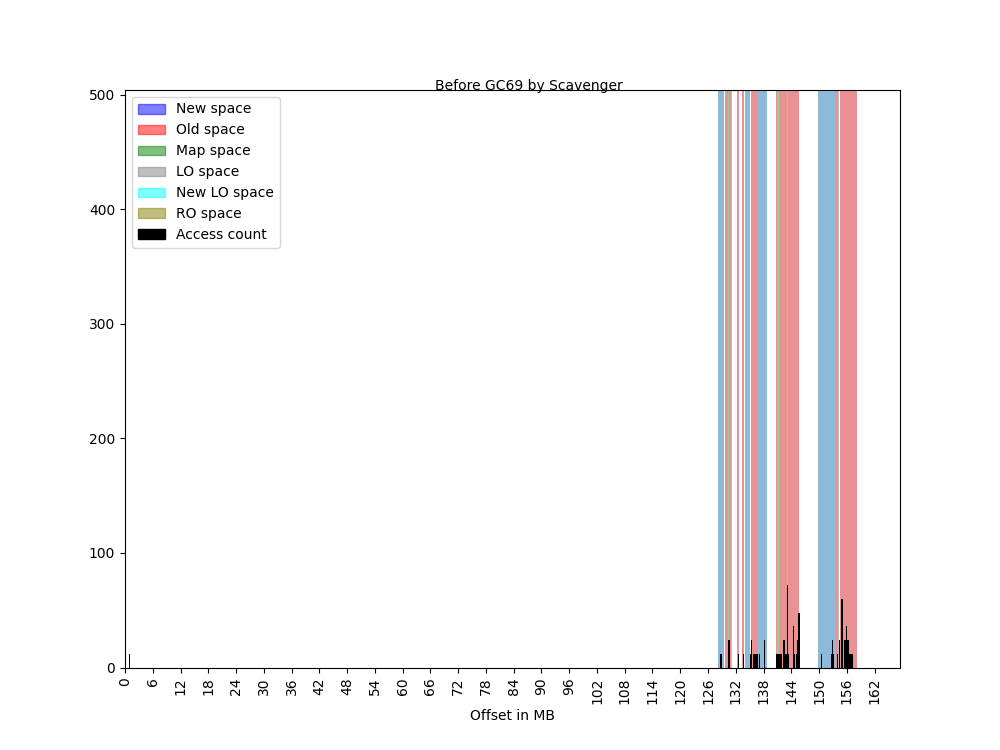 Before GC69 by Scavenger
500
400
300
200
100
0
New space
Old space
Map space
LO space
New LO space
RO space
Access count
0 6 12 18 24 30 36 42 48 54 60 66 72 78 84 90 96 102 108 114 120 126 132 138 144 150 156 162
Offset in MB